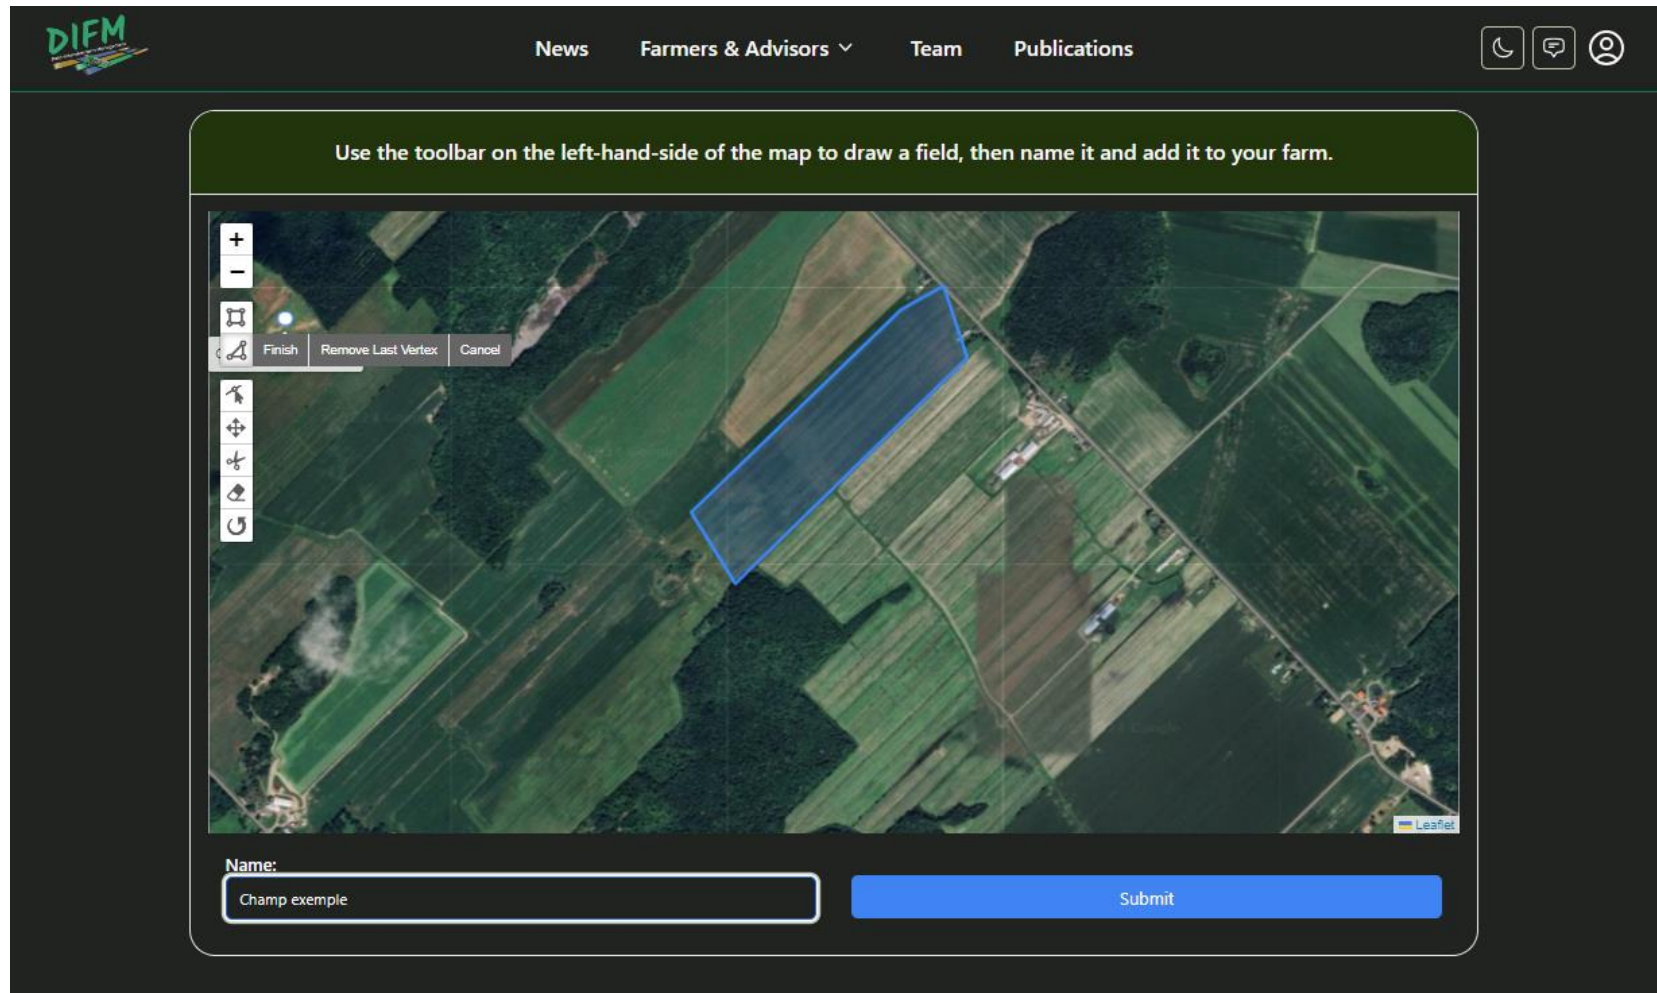 DIFM
News Farmers & Advisors Team Publications
Use the toolbar on the left-hand-side of the map to draw a field, then name it and add it to your farm.
+
−
Finish Remove Last Vertex Cancel
Leaflet
Name:
Champ exemple
Submit